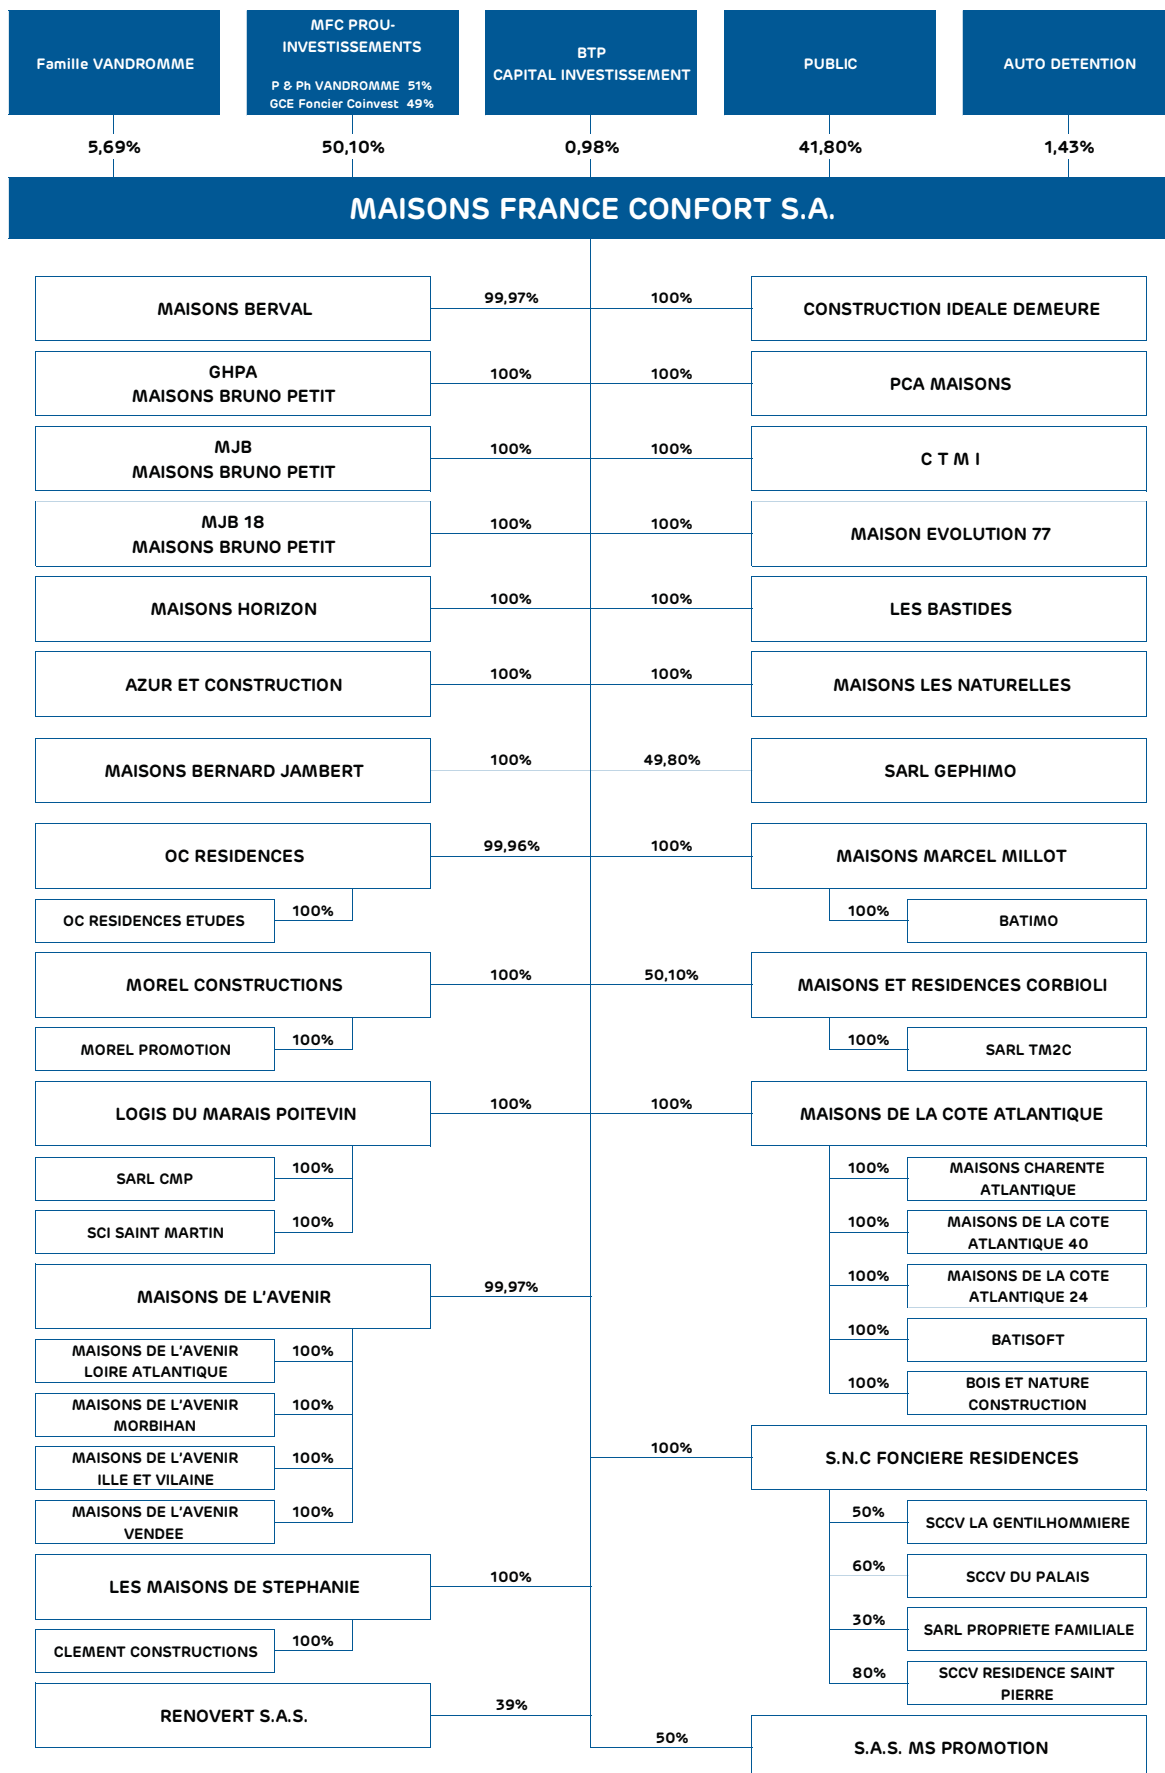 Famille VANDROMME
MFC PROU-
INVESTISSEMENTS
P & Ph VANDROMME 51%
GCE Foncier Coinvest 49%
BTP
CAPITAL INVESTISSEMENT
PUBLIC
AUTO DETENTION
5,69%
50,10%
0,98%
41,80%
1,43%
MAISONS FRANCE CONFORT S.A.
MAISONS BERVAL
99,97%
100%
CONSTRUCTION IDEALE DEMEURE
GHPA
MAISONS BRUNO PETIT
100%
100%
PCA MAISONS
MJB
MAISONS BRUNO PETIT
100%
100%
C T M I
MJB 18
MAISONS BRUNO PETIT
100%
100%
MAISON EVOLUTION 77
MAISONS HORIZON
100%
100%
LES BASTIDES
AZUR ET CONSTRUCTION
100%
100%
MAISONS LES NATURELLES
MAISONS BERNARD JAMBERT
100%
49,80%
SARL GEPHIMO
OC RESIDENCES
99,96%
100%
MAISONS MARCEL MILLOT
OC RESIDENCES ETUDES
100%
100%
BATIMO
MOREL CONSTRUCTIONS
100%
50,10%
MAISONS ET RESIDENCES CORBIOLI
MOREL PROMOTION
100%
100%
SARL TM2C
LOGIS DU MARAIS POITEVIN
100%
100%
MAISONS DE LA COTE ATLANTIQUE
SARL CMP
100%
100%
MAISONS CHARENTE
ATLANTIQUE
SCI SAINT MARTIN
100%
100%
MAISONS DE LA COTE
ATLANTIQUE 40
MAISONS DE L'AVENIR
99,97%
100%
MAISONS DE LA COTE
ATLANTIQUE 24
MAISONS DE L'AVENIR
LOIRE ATLANTIQUE
100%
100%
BATISOFT
MAISONS DE L'AVENIR
MORBIHAN
100%
100%
BOIS ET NATURE
CONSTRUCTION
MAISONS DE L'AVENIR
ILLE ET VILAINE
100%
100%
S.N.C FONCIERE RESIDENCES
MAISONS DE L'AVENIR
VENDEE
100%
50%
SCCV LA GENTILHOMMIERE
LES MAISONS DE STEPHANIE
100%
60%
SCCV DU PALAIS
CLEMENT CONSTRUCTIONS
100%
30%
SARL PROPRIETE FAMILIALE
80%
SCCV RESIDENCE SAINT
PIERRE
RENOVERT S.A.S.
39%
50%
S.A.S. MS PROMOTION